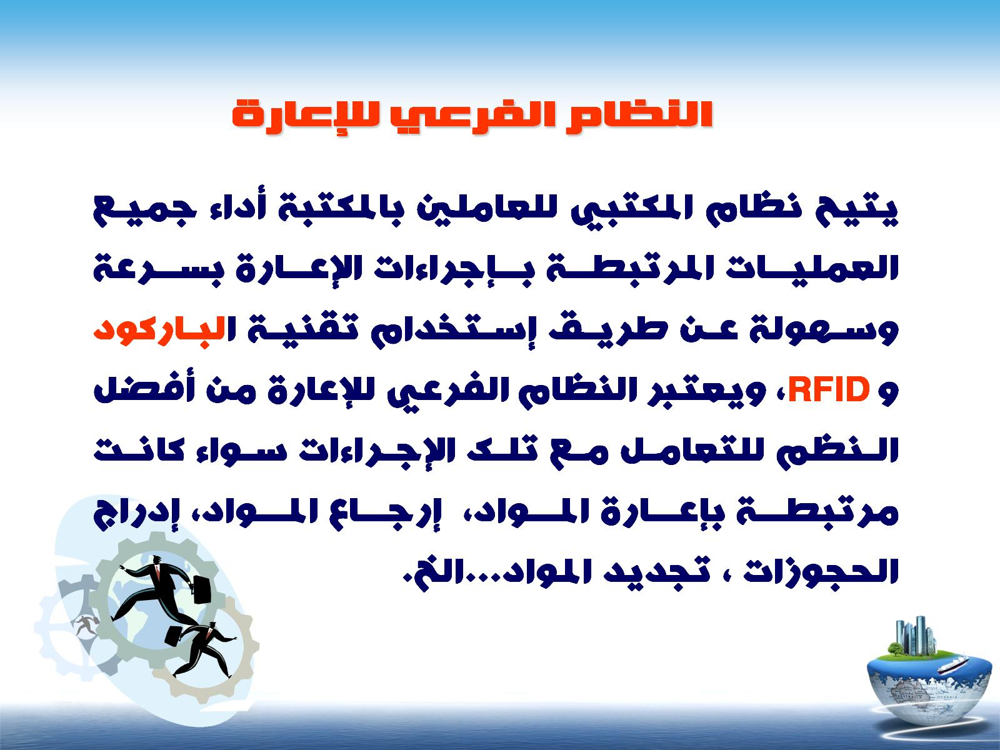 النظام الفرعي للإعارة
يتيح نظام المكتبي للعاملين بالمكتبة أداء جميع
العمليات المرتبطة بإجراءات الإعارة بسرعة
وسهولة عن طريق إستخدام تقنية الباركود
و RFID، ويعتبر النظام الفرعي للإعارة من أفضل
النظم للتعامل مع تلك الإجراءات سواء كانت
مرتبطة بإعارة المواد، إرجاع المواد، إدراج
الحجوزات ، تجديد المواد...الخ.
AUSTRALIA
OCEANIA